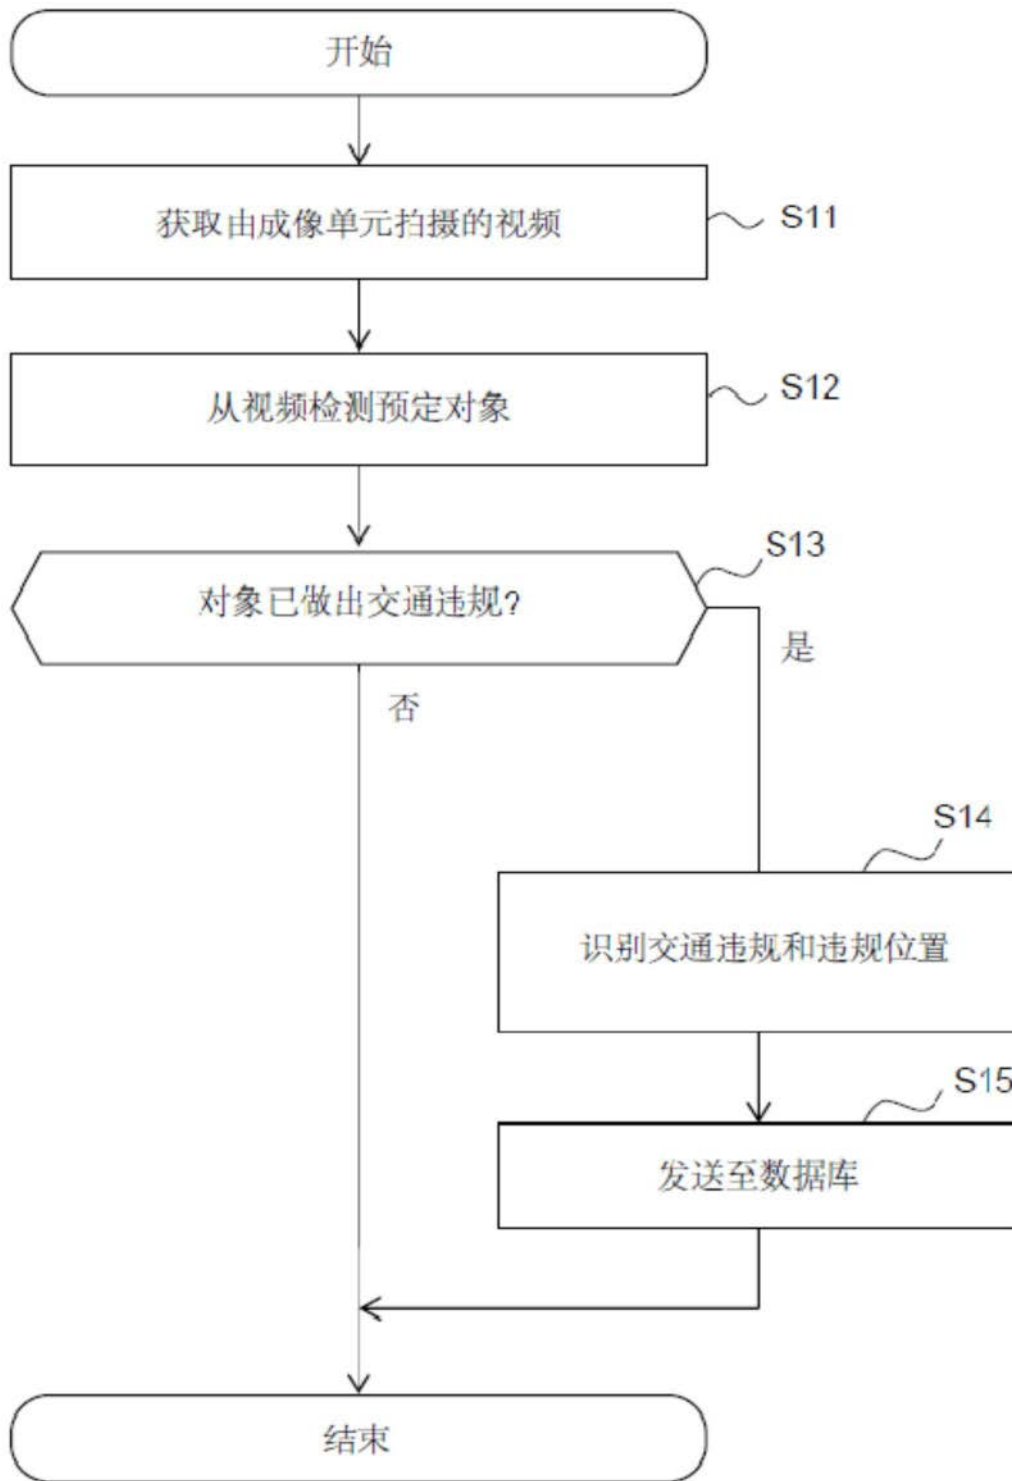 开始
获取由成像单元拍摄的视频
S11
从视频检测预定对象
S12
S13
对象已做出交通违规?
是
否
S14
识别交通违规和违规位置
S15
发送至数据库
结束